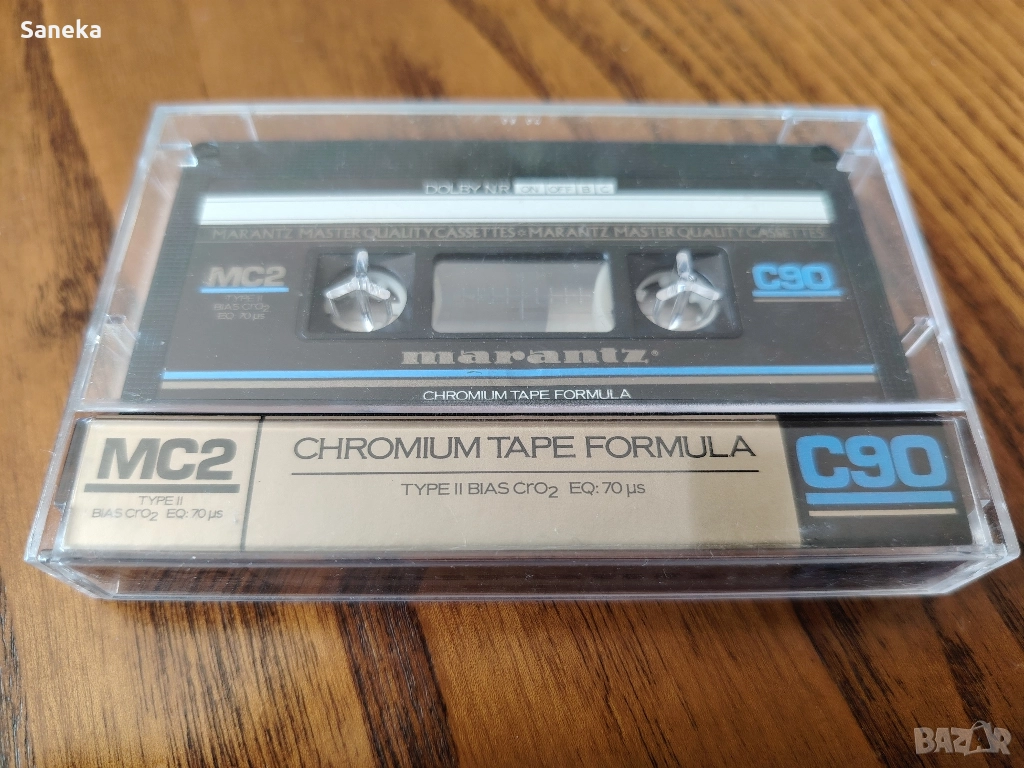 Saneka
DOLBY N.R. ON OFF B C
MARANTZ MASTER QUALITY CASSETTES MARANTZ MASTER QUALITY CASSETTES
MC2
TYPE II
BIAS CrO2
EQ: 70 µs
C90
marantz
CHROMIUM TAPE FORMULA
MC2
TYPE II
BIAS CrO2 EQ: 70 µs
CHROMIUM TAPE FORMULA
TYPE II BIAS CrO2 EQ: 70 µs
C90
BAZAR